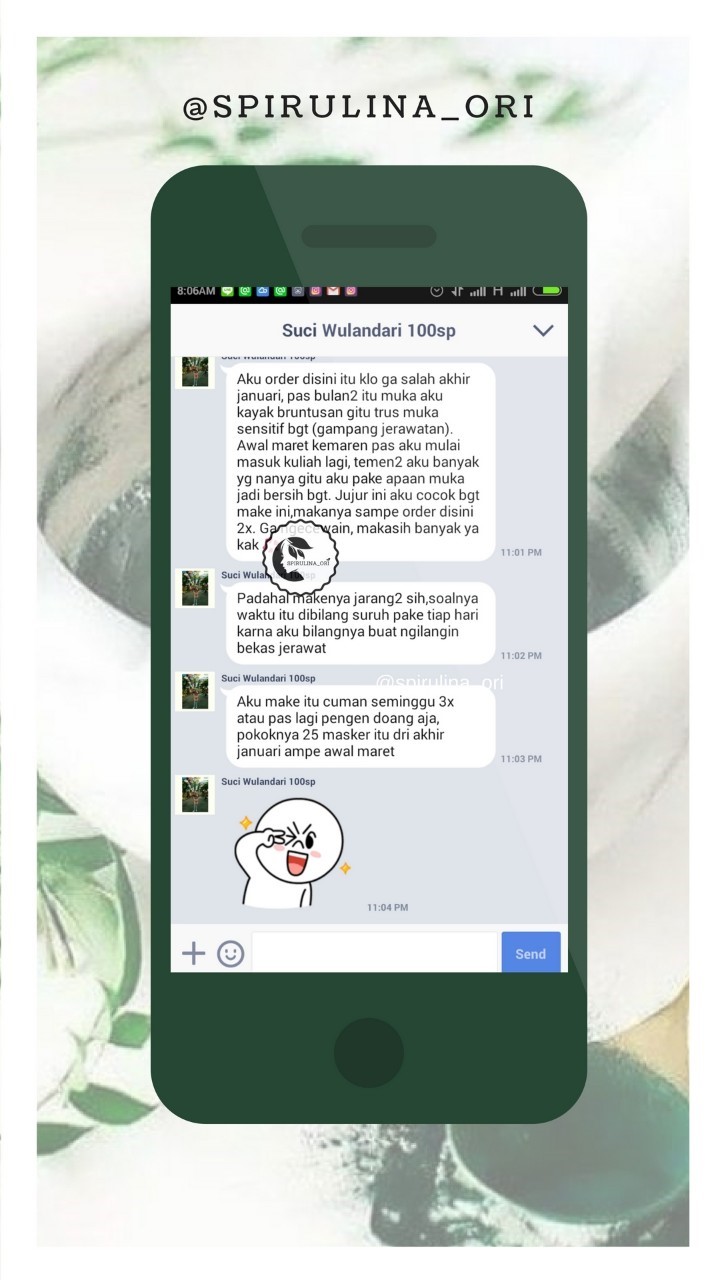 @SPIRULINA_ORI
8:06AM
H
Suci Wulandari 100sp
Suci Wulandari 100sp
Aku order disini itu klo ga salah akhir
januari, pas bulan2 itu muka aku
kayak bruntusan gitu trus muka
sensitif bgt (gampang jerawatan).
Awal maret kemaren pas aku mulai
masuk kuliah lagi, temen2 aku banyak
yg nanya gitu aku pake apaan muka
jadi bersih bgt. Jujur ini aku cocok bgt
make ini,makanya sampe order disini
2x. Ga ngecewain, makasih banyak ya
kak
11:01 PM
SPIRULINA_ORI
Suci Wulandari 100sp
Padahal makenya jarang2 sih,soalnya
waktu itu dibilang suruh pake tiap hari
karna aku bilangnya buat ngilangin
bekas jerawat
11:02 PM
@spirulina_ori
Suci Wulandari 100sp
Aku make itu cuman seminggu 3x
atau pas lagi pengen doang aja,
pokoknya 25 masker itu dri akhir
januari ampe awal maret
11:03 PM
Suci Wulandari 100sp
11:04 PM
Send